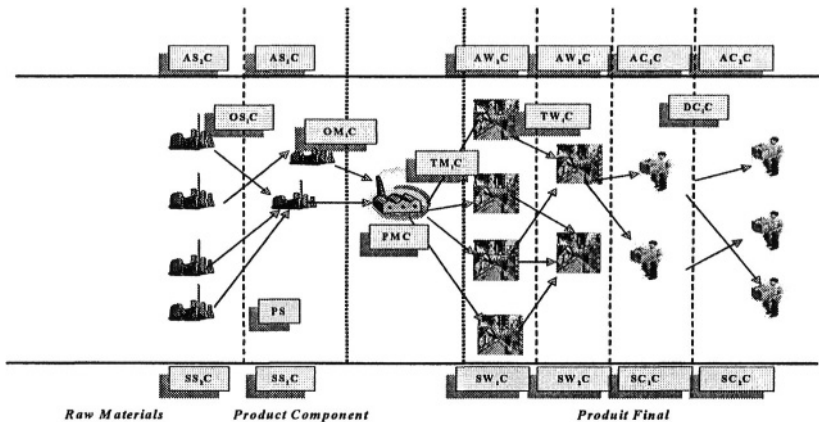 AS₁C AS₂C AW₁C AW₂C AC₁C AC₂C
OS₁C TW₁C DC₁C
OM₁C
TM₁C
PMC
PS
SS₁C SS₂C SW₁C SW₂C SC₁C SC₂C
Raw Materials Product Component Produit Final